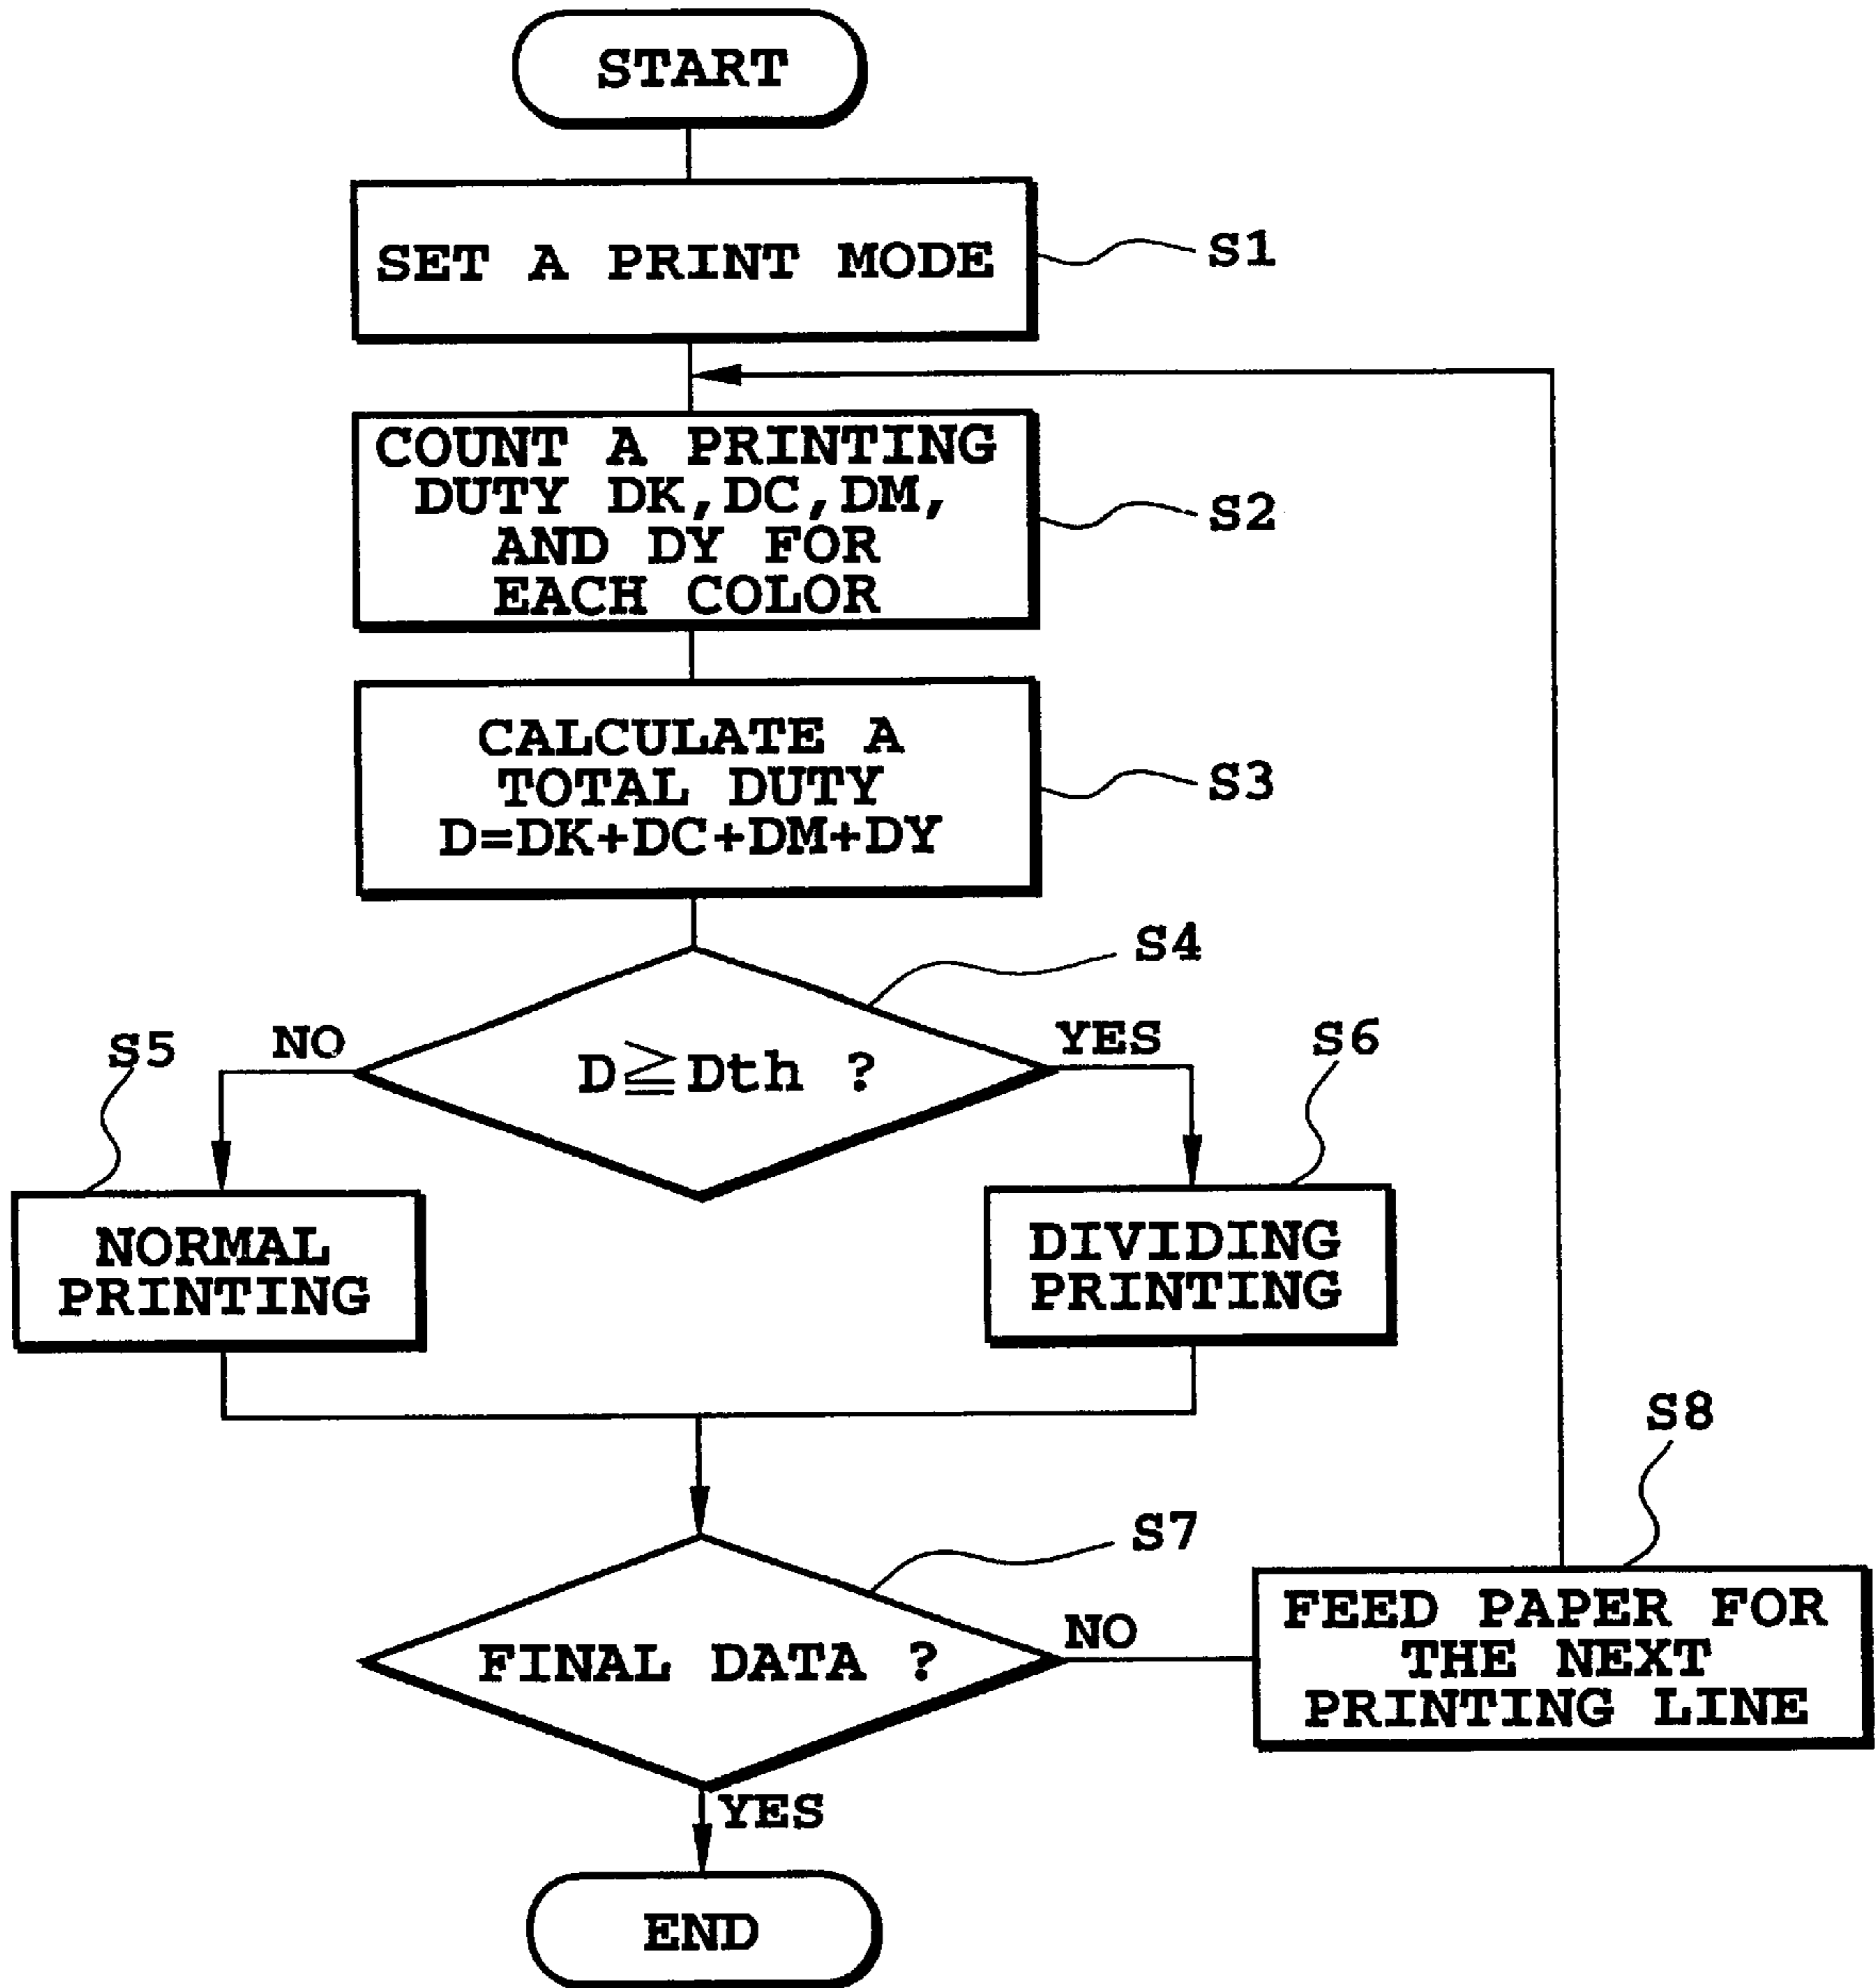 START
SET A PRINT MODE
S1
COUNT A PRINTING
DUTY DK,DC,DM,
AND DY FOR
EACH COLOR
S2
CALCULATE A
TOTAL DUTY
D=DK+DC+DM+DY
S3
S4
D≧Dth ?
NO
YES
S5
S6
NORMAL
PRINTING
DIVIDING
PRINTING
S7
FINAL DATA ?
NO
S8
FEED PAPER FOR
THE NEXT
PRINTING LINE
YES
END